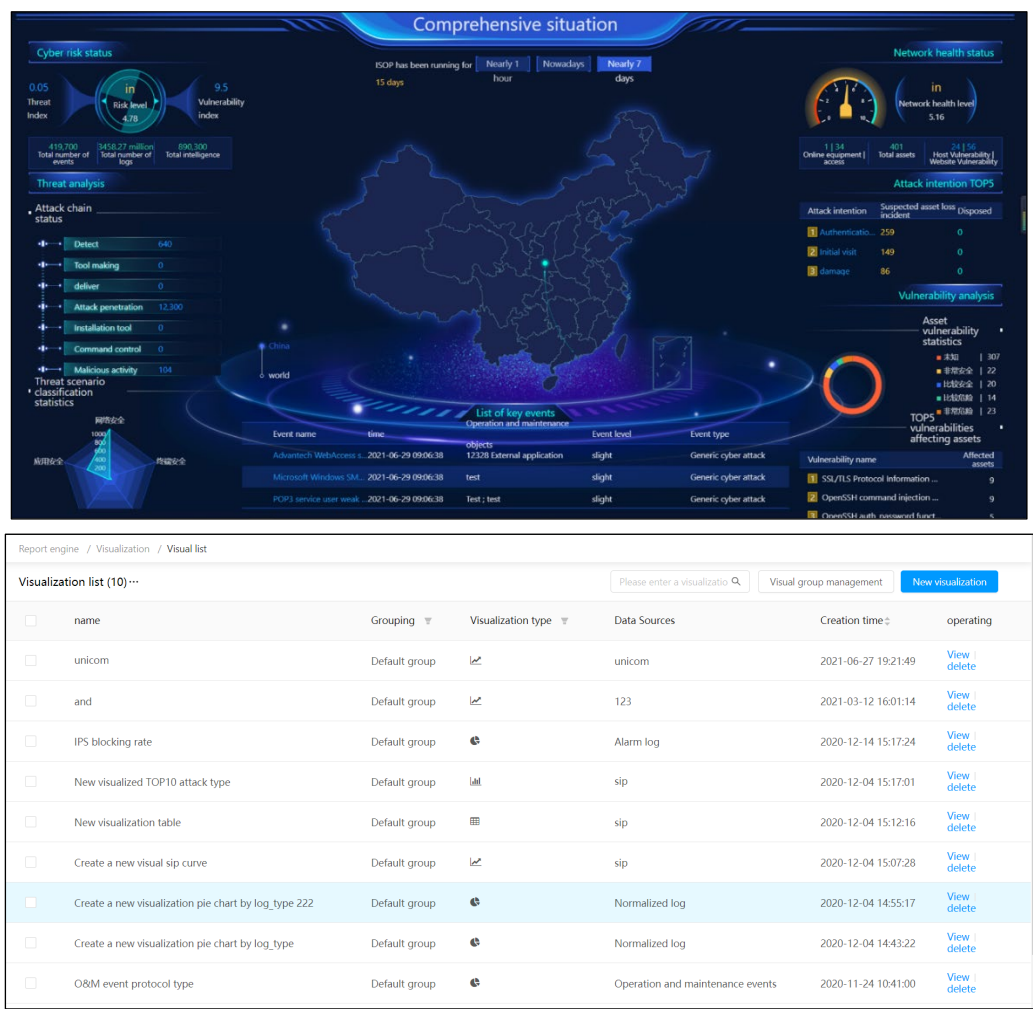 Comprehensive situation
Cyber risk status
0.05
Threat
Index
in
Risk level
4.78
9.5
Vulnerability
index
419,700
Total number of
events
3458.27 million
Total number of
logs
890,300
Total intelligence
ISOP has been running for
15 days
Nearly 1
hour
Nowadays
Nearly 7
days
Network health status
0
2
4
6
8
10
in
Network health level
5.16
1 | 34
Online equipment |
access
401
Total assets
24 | 56
Host Vulnerability |
Website Vulnerability
Threat analysis
Attack chain
status
Detect 640
Tool making 0
deliver 0
Attack penetration 12,300
Installation tool 0
Command control 0
Malicious activity 104
Threat scenario
classification
statistics
网络安全
1000
800
600
400
200
应用安全
终端安全
China
world
Attack intention TOP5
Attack intention Suspected asset loss incident Disposed
1 Authenticatio... 259 0
2 Initial visit 149 0
3 damage 86 0
Vulnerability analysis
Asset
vulnerability
statistics
未知 | 307
非常安全 | 22
比较安全 | 20
比较危险 | 14
非常危险 | 23
TOP5
vulnerabilities
affecting assets
Vulnerability name Affected assets
1 SSL/TLS Protocol Information ... 9
2 OpenSSH command injection ... 9
3 OpenSSH auth_password funct... 5
List of key events
Event name time Operation and maintenance objects Event level Event type
Advantech WebAccess s... 2021-06-29 09:06:38 12328 External application slight Generic cyber attack
Microsoft Windows SM... 2021-06-29 09:06:38 test slight Generic cyber attack
POP3 service user weak ... 2021-06-29 09:06:38 Test ; test slight Generic cyber attack
Report engine / Visualization / Visual list
Visualization list (10)···
Please enter a visualizatio
Visual group management
New visualization
name Grouping Visualization type Data Sources Creation time operating
unicom Default group unicom 2021-06-27 19:21:49 View | delete
and Default group 123 2021-03-12 16:01:14 View | delete
IPS blocking rate Default group Alarm log 2020-12-14 15:17:24 View | delete
New visualized TOP10 attack type Default group sip 2020-12-04 15:17:01 View | delete
New visualization table Default group sip 2020-12-04 15:12:16 View | delete
Create a new visual sip curve Default group sip 2020-12-04 15:07:28 View | delete
Create a new visualization pie chart by log_type 222 Default group Normalized log 2020-12-04 14:55:17 View | delete
Create a new visualization pie chart by log_type Default group Normalized log 2020-12-04 14:43:22 View | delete
O&M event protocol type Default group Operation and maintenance events 2020-11-24 10:41:00 View | delete